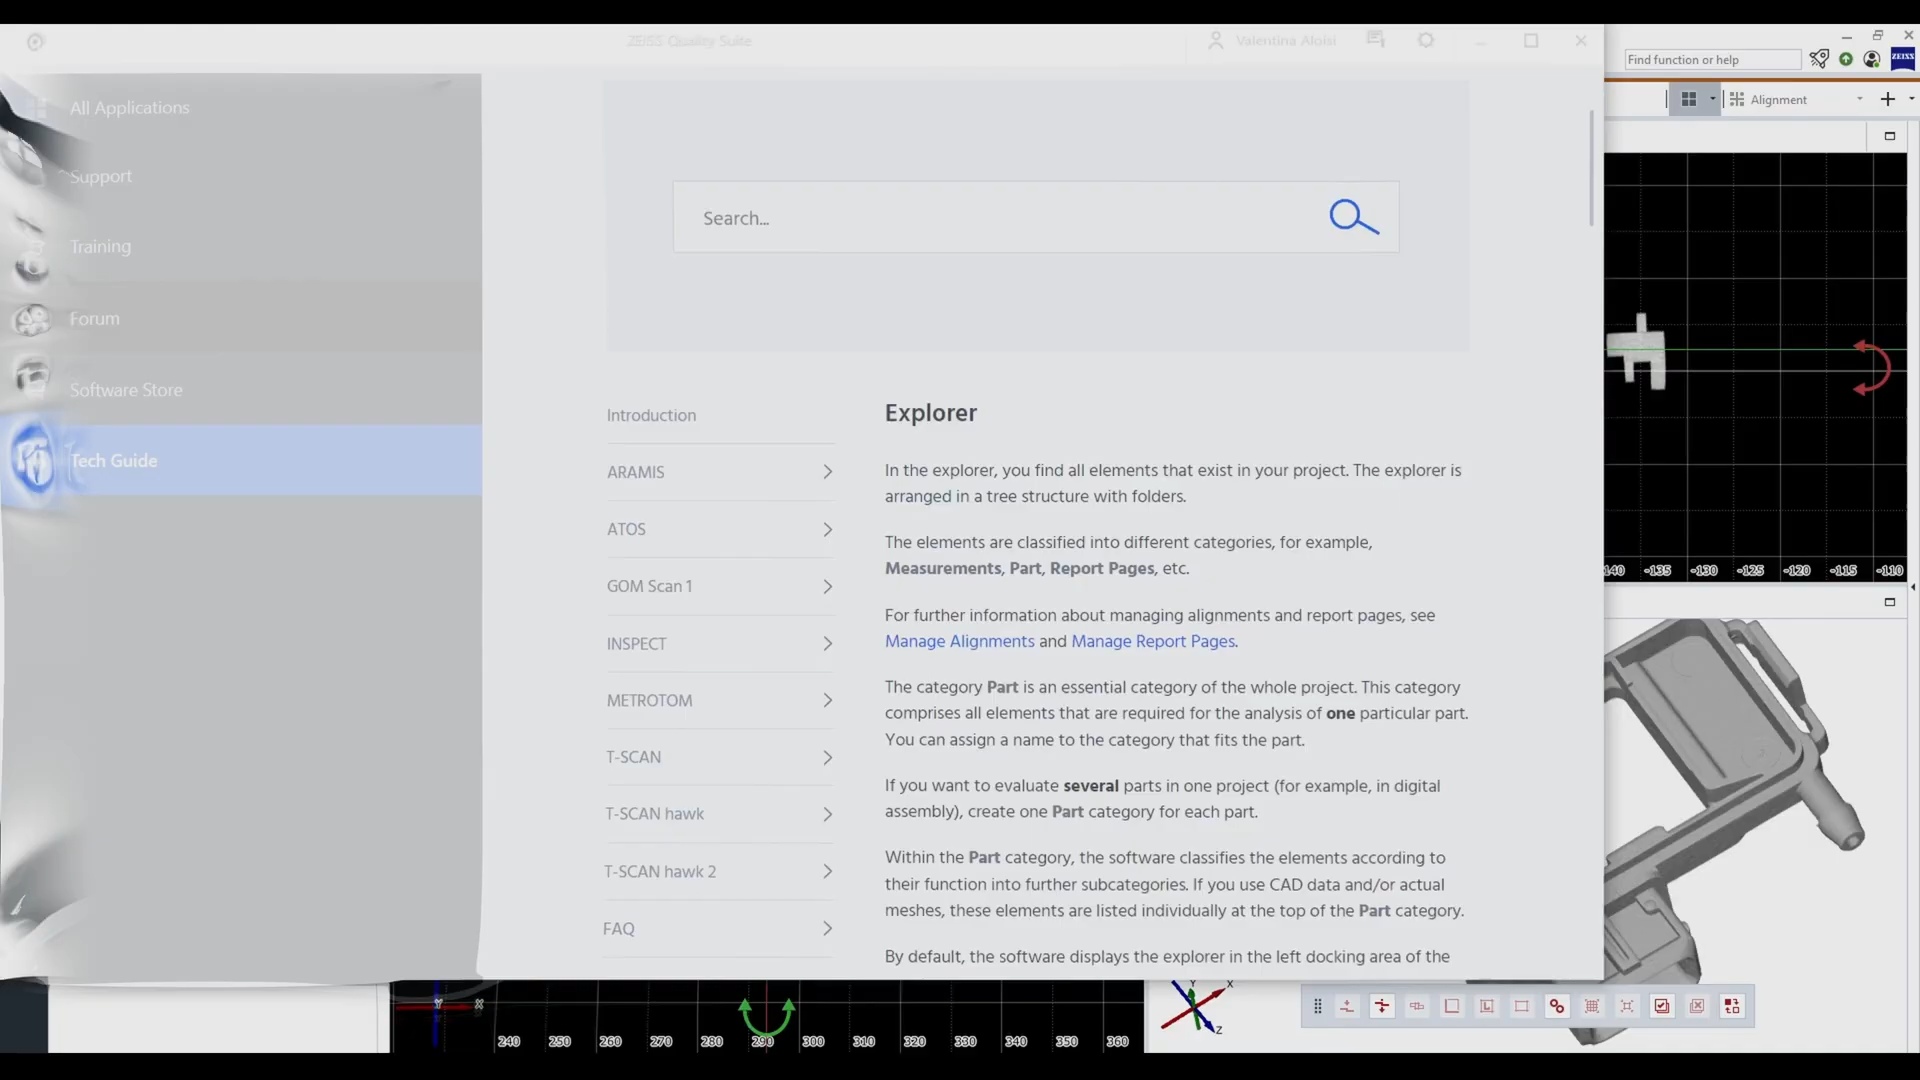 ZEISS Quality Suite
Valentina Aloisi
Find function or help
ZEISS
Alignment
All Applications
Support
Training
Forum
Software Store
Tech Guide
Search...
Introduction
ARAMIS
ATOS
GOM Scan 1
INSPECT
METROTOM
T-SCAN
T-SCAN hawk
T-SCAN hawk 2
FAQ
Explorer
In the explorer, you find all elements that exist in your project. The explorer is
arranged in a tree structure with folders.
The elements are classified into different categories, for example,
Measurements, Part, Report Pages, etc.
For further information about managing alignments and report pages, see
Manage Alignments and Manage Report Pages.
The category Part is an essential category of the whole project. This category
comprises all elements that are required for the analysis of one particular part.
You can assign a name to the category that fits the part.
If you want to evaluate several parts in one project (for example, in digital
assembly), create one Part category for each part.
Within the Part category, the software classifies the elements according to
their function into further subcategories. If you use CAD data and/or actual
meshes, these elements are listed individually at the top of the Part category.
By default, the software displays the explorer in the left docking area of the
140 -135 -130 -125 -120 -115 -110
Y X
240 250 260 270 280 290 300 310 320 330 340 350 360
Y X
Z